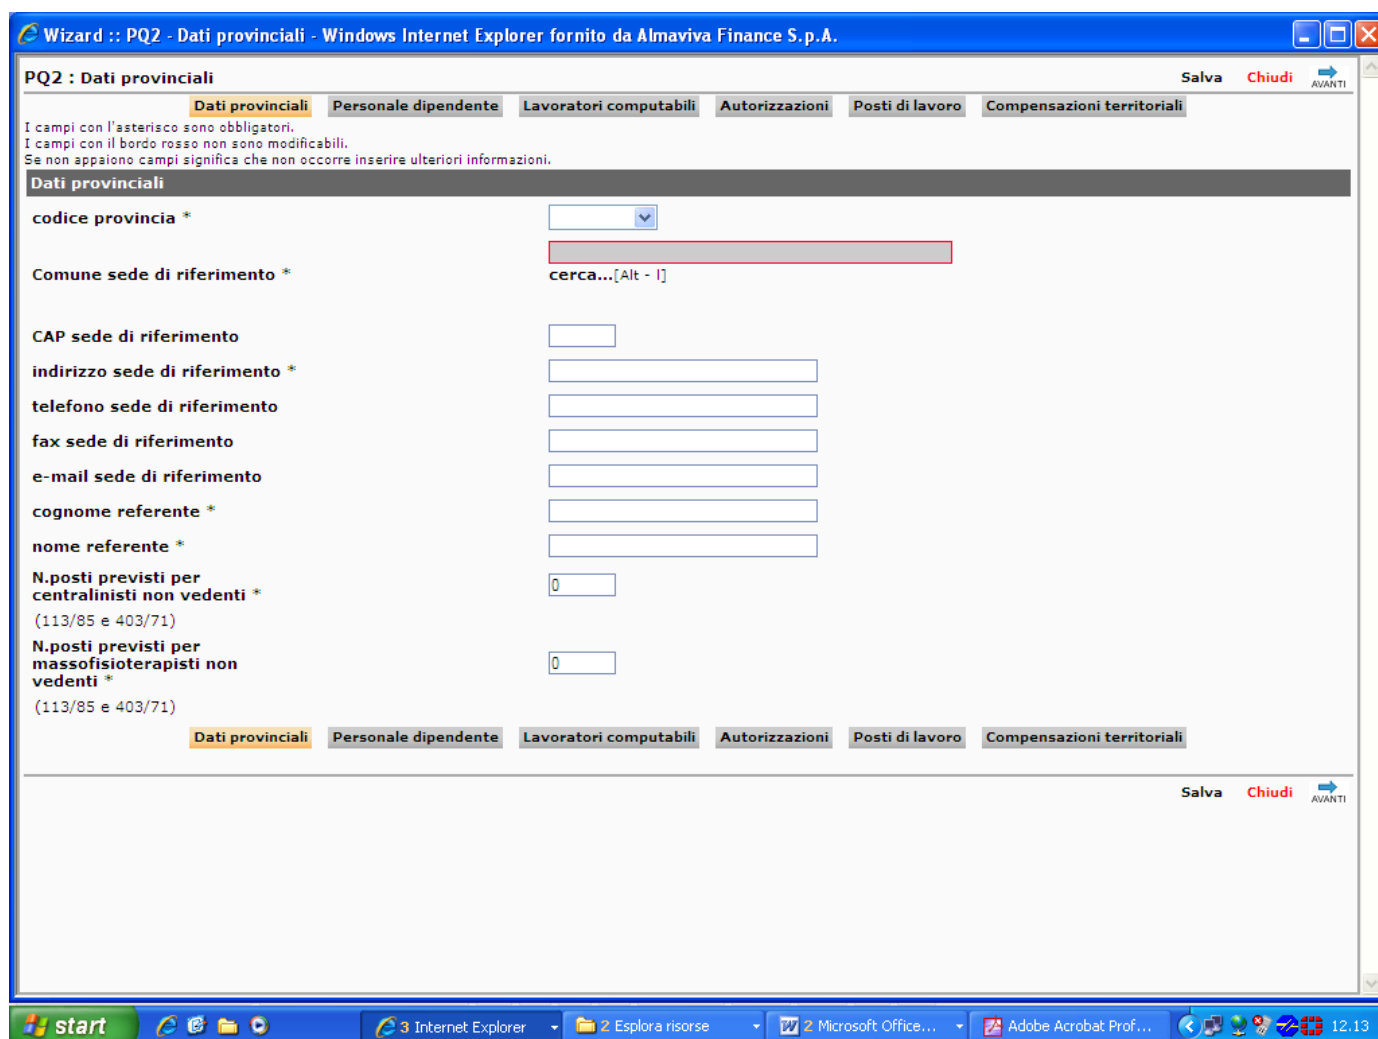 Wizard :: PQ2 - Dati provinciali - Windows Internet Explorer fornito da Almaviva Finance S.p.A.
PQ2 : Dati provinciali
Salva Chiudi AVANTI
Dati provinciali Personale dipendente Lavoratori computabili Autorizzazioni Posti di lavoro Compensazioni territoriali
I campi con l'asterisco sono obbligatori.
I campi con il bordo rosso non sono modificabili.
Se non appaiono campi significa che non occorre inserire ulteriori informazioni.
Dati provinciali
codice provincia *
Comune sede di riferimento *
cerca...[Alt - I]
CAP sede di riferimento
indirizzo sede di riferimento *
telefono sede di riferimento
fax sede di riferimento
e-mail sede di riferimento
cognome referente *
nome referente *
N.posti previsti per
centralinisti non vedenti *
0
(113/85 e 403/71)
N.posti previsti per
massofisioterapisti non
vedenti *
0
(113/85 e 403/71)
Dati provinciali Personale dipendente Lavoratori computabili Autorizzazioni Posti di lavoro Compensazioni territoriali
Salva Chiudi AVANTI
start 3 Internet Explorer 2 Esplora risorse 2 Microsoft Office... Adobe Acrobat Prof... 12.13